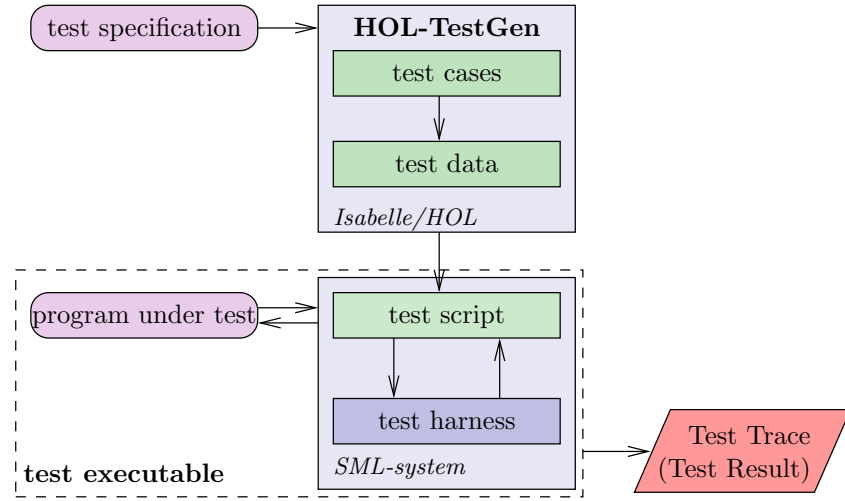 test specification
HOL-TestGen
test cases
test data
Isabelle/HOL
program under test
test script
test harness
SML-system
test executable
Test Trace
(Test Result)